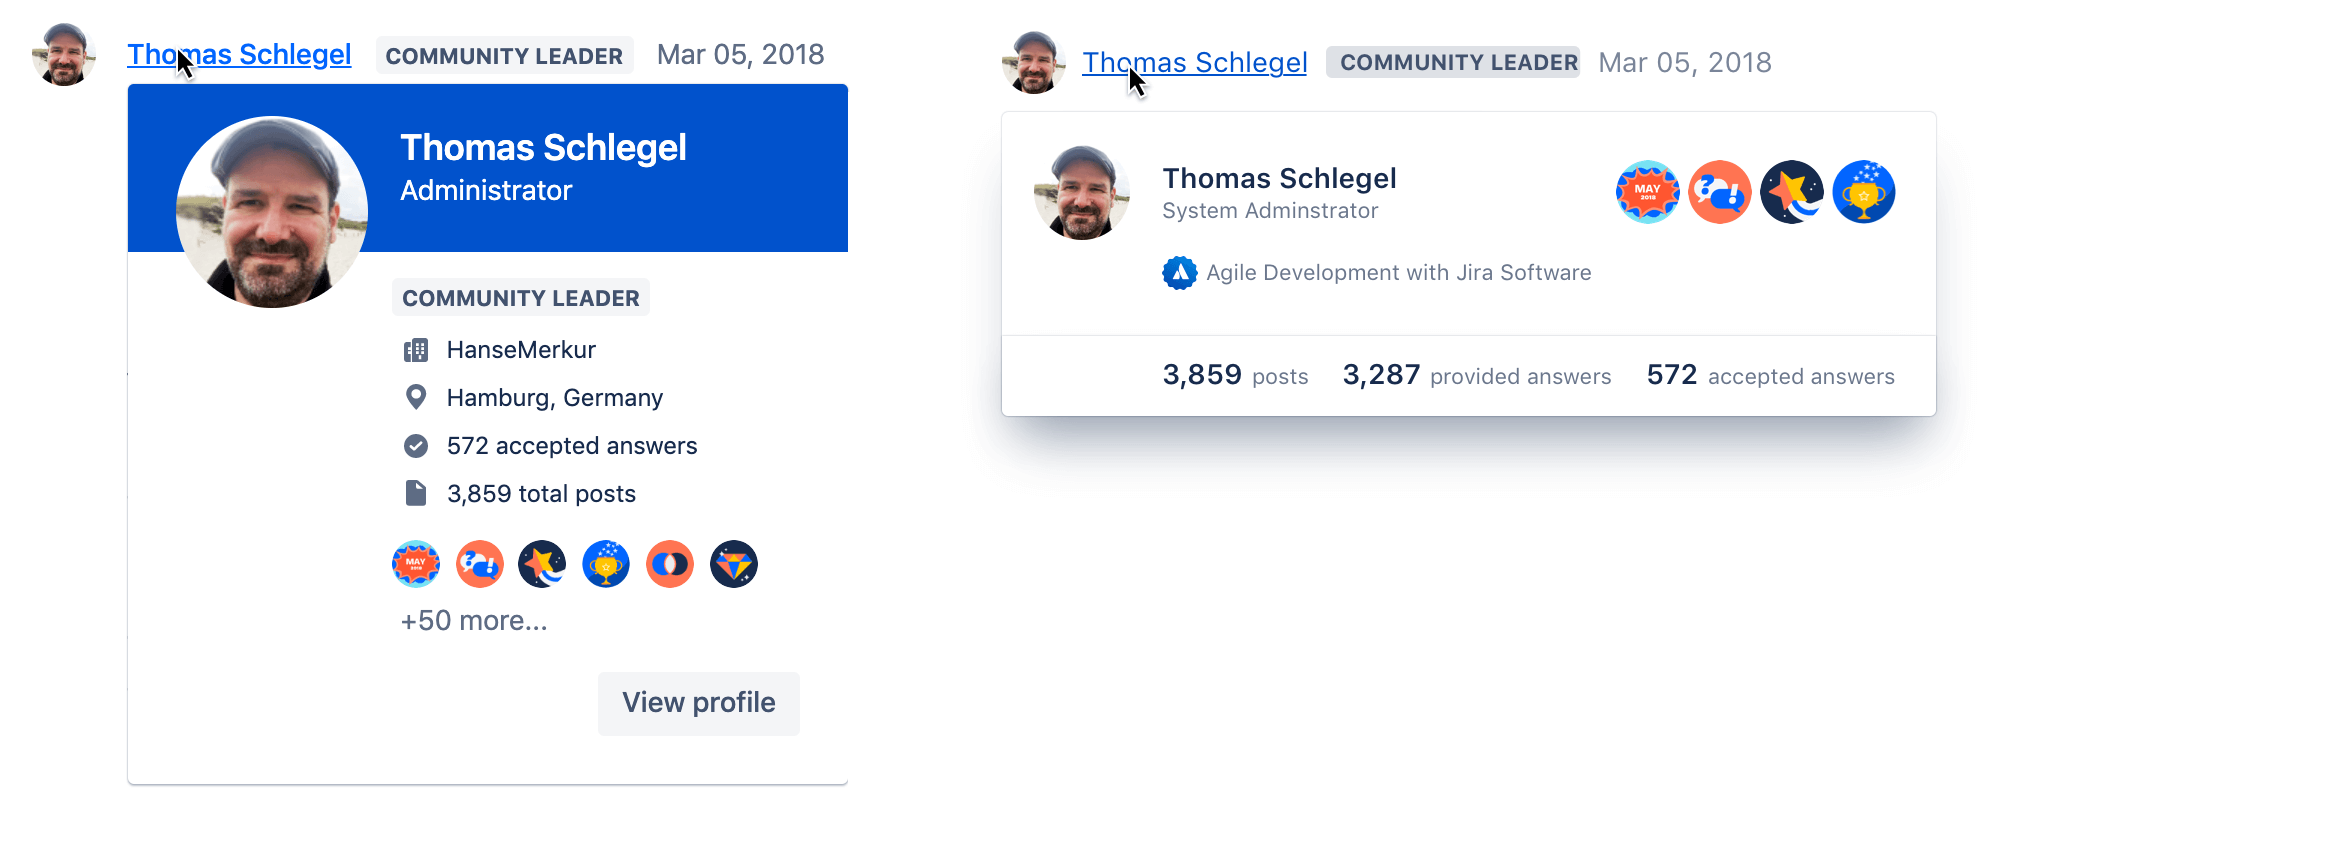 Thomas Schlegel COMMUNITY LEADER Mar 05, 2018
Thomas Schlegel
Administrator
COMMUNITY LEADER
HanseMerkur
Hamburg, Germany
572 accepted answers
3,859 total posts
MAY
2018
+50 more...
View profile
Thomas Schlegel COMMUNITY LEADER Mar 05, 2018
Thomas Schlegel
System Adminstrator
MAY
2018
Agile Development with Jira Software
3,859 posts 3,287 provided answers 572 accepted answers